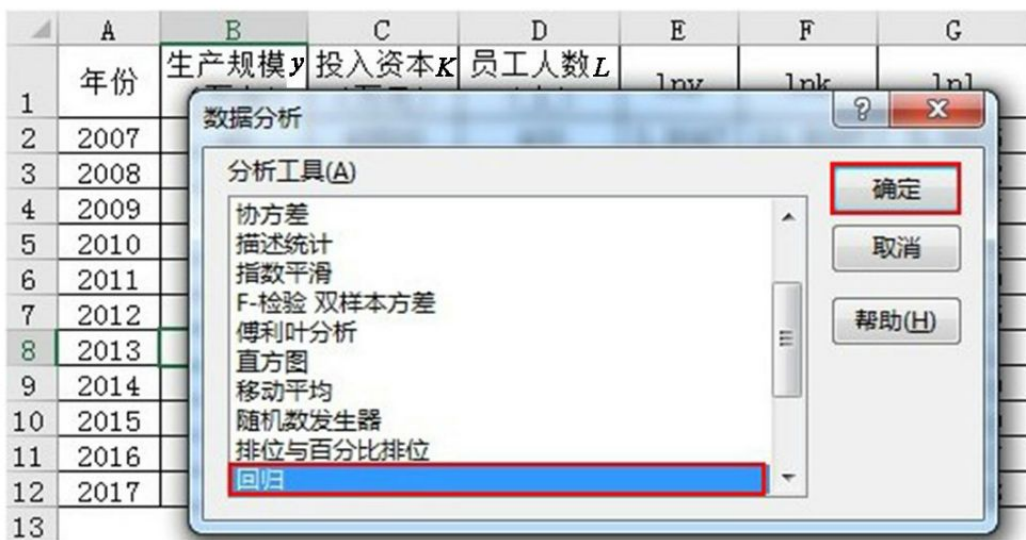 A B C D E F G
1 年份 生产规模y 投入资本K 员工人数L lny lnk lnl
数据分析
2 2007
分析工具(A)
3 2008
确定
4 2009
协方差
5 2010
描述统计
取消
6 2011
指数平滑
7 2012
F-检验 双样本方差
帮助(H)
8 2013
傅利叶分析
直方图
9 2014
移动平均
10 2015
随机数发生器
11 2016
排位与百分比排位
12 2017
回归
13